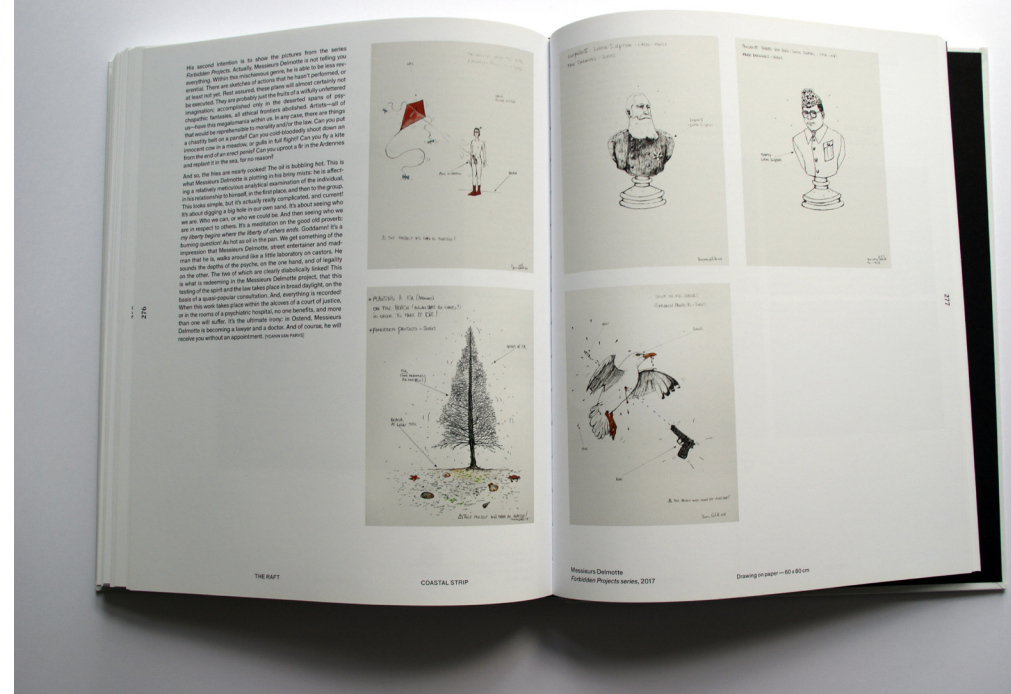 His second intention is to show the pictures from the series
Forbidden Projects. Actually, Messieurs Delmotte is not telling you
everything. Within this mischievous genre, he is able to be less rev-
erential. There are sketches of actions that he hasn't performed, or
at least not yet. Rest assured, these plans will almost certainly not
be executed. They are probably just the fruits of a wilfully unfettered
imagination; accomplished only in the deserted spans of psy-
chopathic fantasies, all ethical frontiers abolished. Artists—all of
us—have this megalomania within us. In any case, there are things
that would be reprehensible to morality and/or the law. Can you put
a chastity belt on a panda? Can you cold-bloodedly shoot down an
innocent cow in a meadow, or gulls in full flight? Can you fly a kite
from the end of an erect penis? Can you uproot a fir in the Ardennes
and replant it in the sea, for no reason?
And so, the fries are nearly cooked! The oil is bubbling hot. This is
what Messieurs Delmotte is plotting in his briny mists: he is affect-
ing a relatively meticulous analytical examination of the individual,
in his relationship to himself, in the first place, and then to the group.
This looks simple, but it's actually really complicated, and current!
It's about digging a big hole in our own sand. It's about seeing who
we are. Who we can, or who we could be. And then seeing who we
are in respect to others. It's a meditation on the good old proverb:
my liberty begins where the liberty of others ends. Goddamn! It's a
burning question! As hot as oil in the pan. We get something of the
impression that Messieurs Delmotte, street entertainer and mad-
man that he is, walks around like a little laboratory on castors. He
sounds the depths of the psyche, on the one hand, and of legality
on the other. The two of which are clearly diabolically linked! This
is what is redeeming in the Messieurs Delmotte project, that this
testing of the spirit and the law takes place in broad daylight, on the
basis of a quasi-popular consultation. And, everything is recorded!
When this work takes place within the alcoves of a court of justice,
or in the rooms of a psychiatric hospital, no one benefits, and more
than one will suffer. It's the ultimate irony: in Ostend, Messieurs
Delmotte is becoming a lawyer and a doctor. And of course, he will
receive you without an appointment. [YOANN VAN PARYS]
276
THE RAFT
COASTAL STRIP
277
Messieurs Delmotte
Forbidden Projects series, 2017
Drawing on paper — 60 x 80 cm